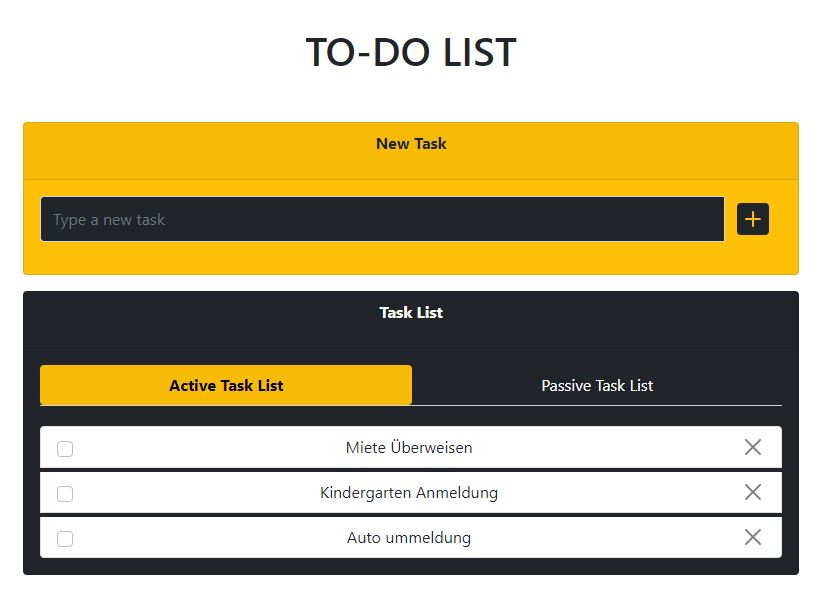 TO-DO LIST
New Task
Type a new task
Task List
Active Task List
Passive Task List
Miete Überweisen
Kindergarten Anmeldung
Auto ummeldung